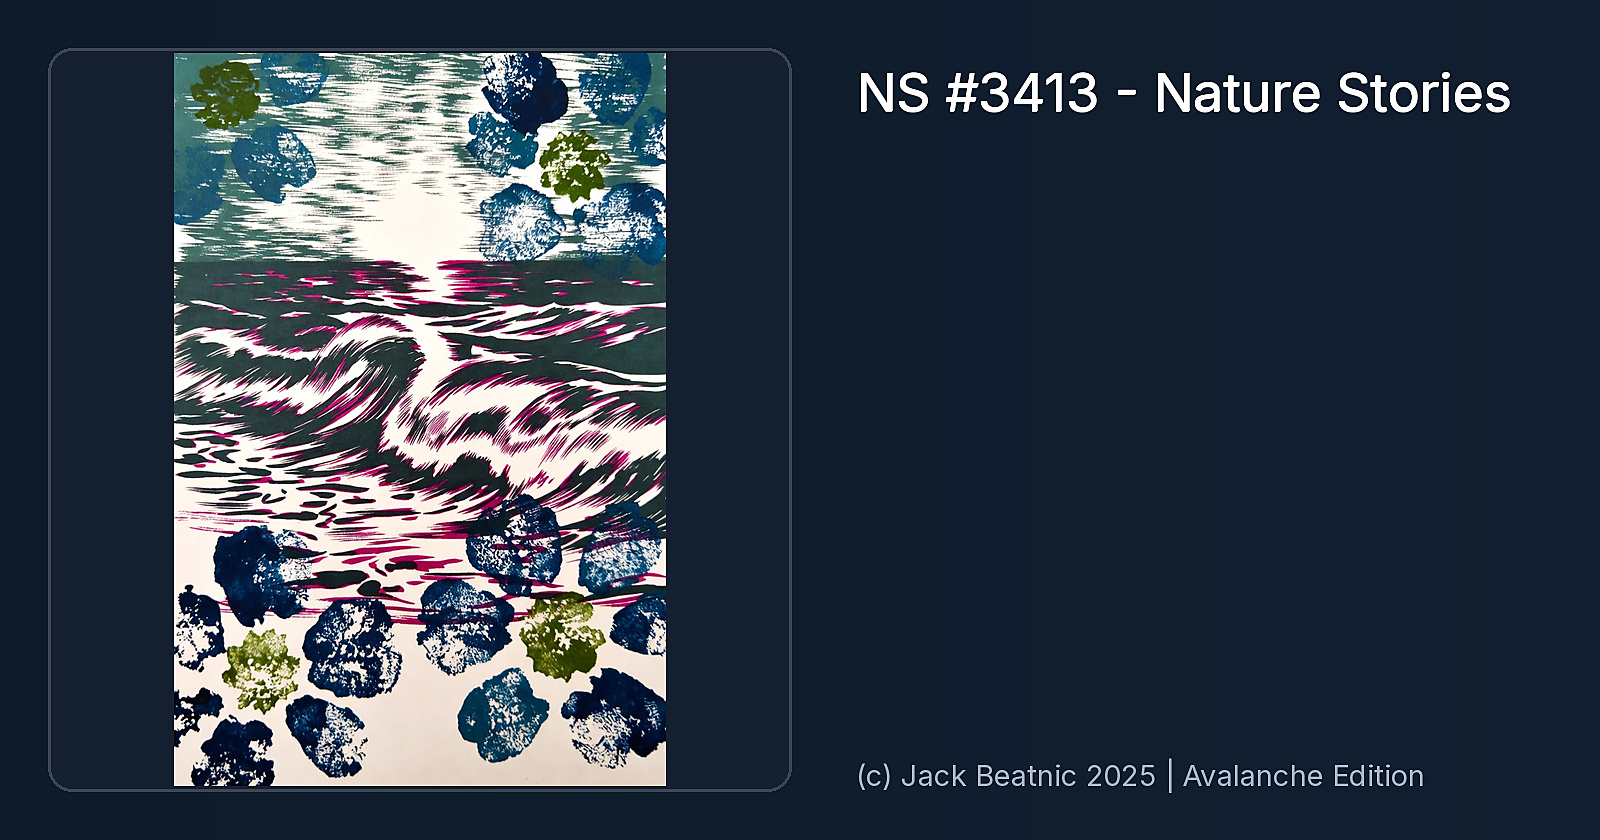 NS #3413 - Nature Stories
(c) Jack Beatnic 2025 | Avalanche Edition